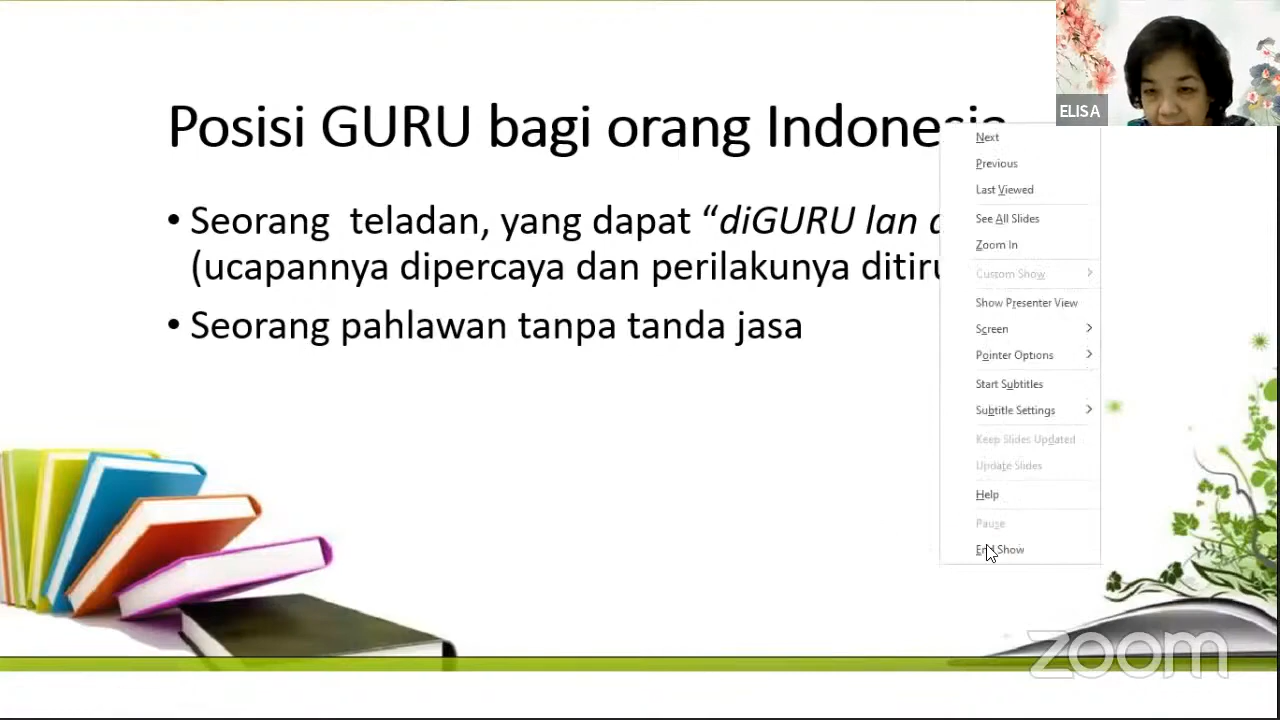 Posisi GURU bagi orang Indonesia
• Seorang  teladan, yang dapat “diGURU lan
(ucapannya dipercaya dan perilakunya ditiru
• Seorang pahlawan tanpa tanda jasa
ELISA
Next
Previous
Last Viewed
See All Slides
Zoom In
Custom Show
Show Presenter View
Screen
Pointer Options
Start Subtitles
Subtitle Settings
Keep Slides Updated
Update Slides
Help
Pause
End Show
zoom